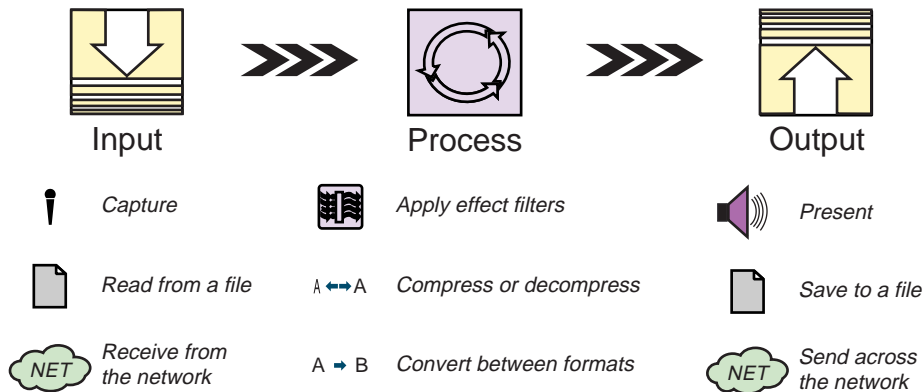 Input
Process
Output
Capture
Apply effect filters
Present
Read from a file
A A
Compress or decompress
Save to a file
NET
Receive from
the network
A B
Convert between formats
NET
Send across
the network